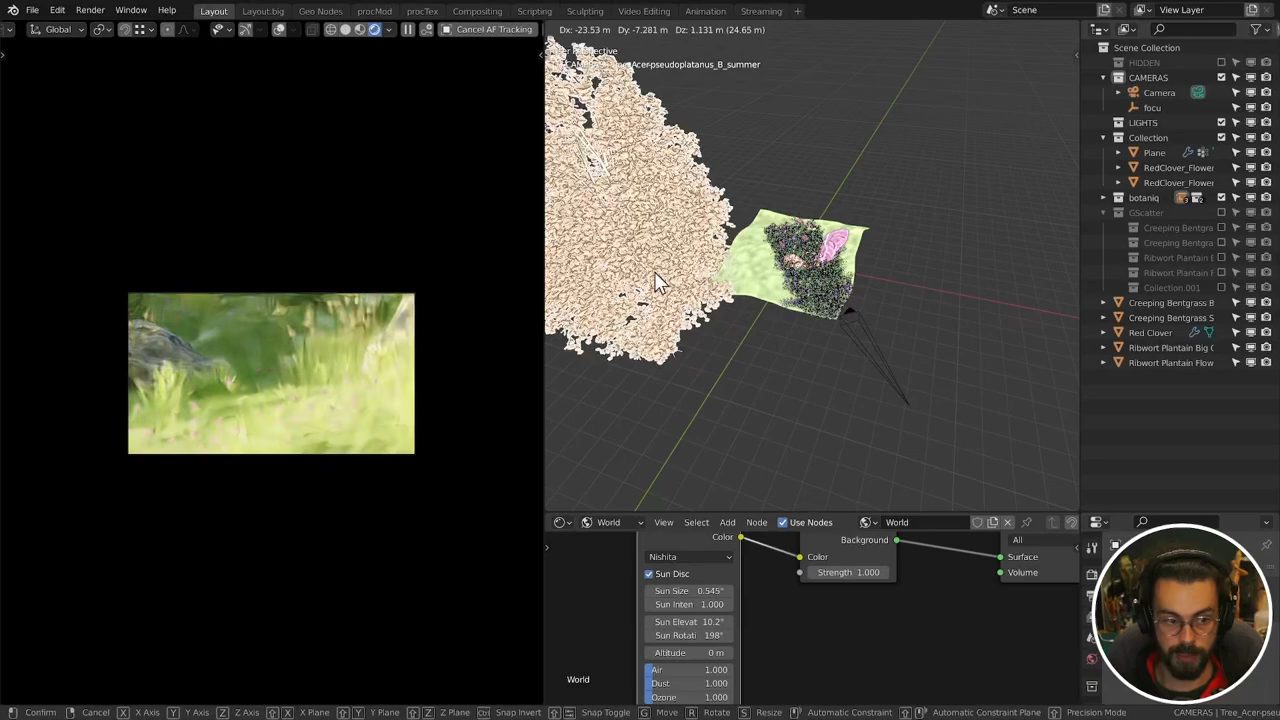 File Edit Render Window Help Layout Layout.big Geo Nodes procMod procTex Compositing Scripting Sculpting Video Editing Animation Streaming + Scene View Layer
Global Cancel AF Tracking Dx: -23.53 m Dy: -7.281 m Dz: 1.131 m (24.65 m)
Scene Collection
HIDDEN
CAMERAS
Camera
focu
LIGHTS
Collection
Plane
RedClover_Flower
RedClover_Flower
botaniq
GScatter
Creeping Bentgra
Creeping Bentgra
Ribwort Plantain B
Ribwort Plantain F
Collection.001
Creeping Bentgrass B
Creeping Bentgrass S
Red Clover
Ribwort Plantain Big C
Ribwort Plantain Flow
World View Select Add Node Use Nodes World
Color
Nishita
Sun Disc
Sun Size 0.545°
Sun Inten 1.000
Sun Elevat 10.2°
Sun Rotati 198°
Altitude 0 m
Air 1.000
Dust 1.000
Ozone 1.000
Background
Color
Strength 1.000
All
Surface
Volume
World
Confirm Cancel X X Axis Y Y Axis Z Z Axis X X Plane Y Y Plane Z Z Plane Ctrl Snap Invert Snap Toggle G Move R Rotate S Resize Automatic Constraint Automatic Constraint Plane Precision Mode CAMERAS | Tree_Acer-pseud